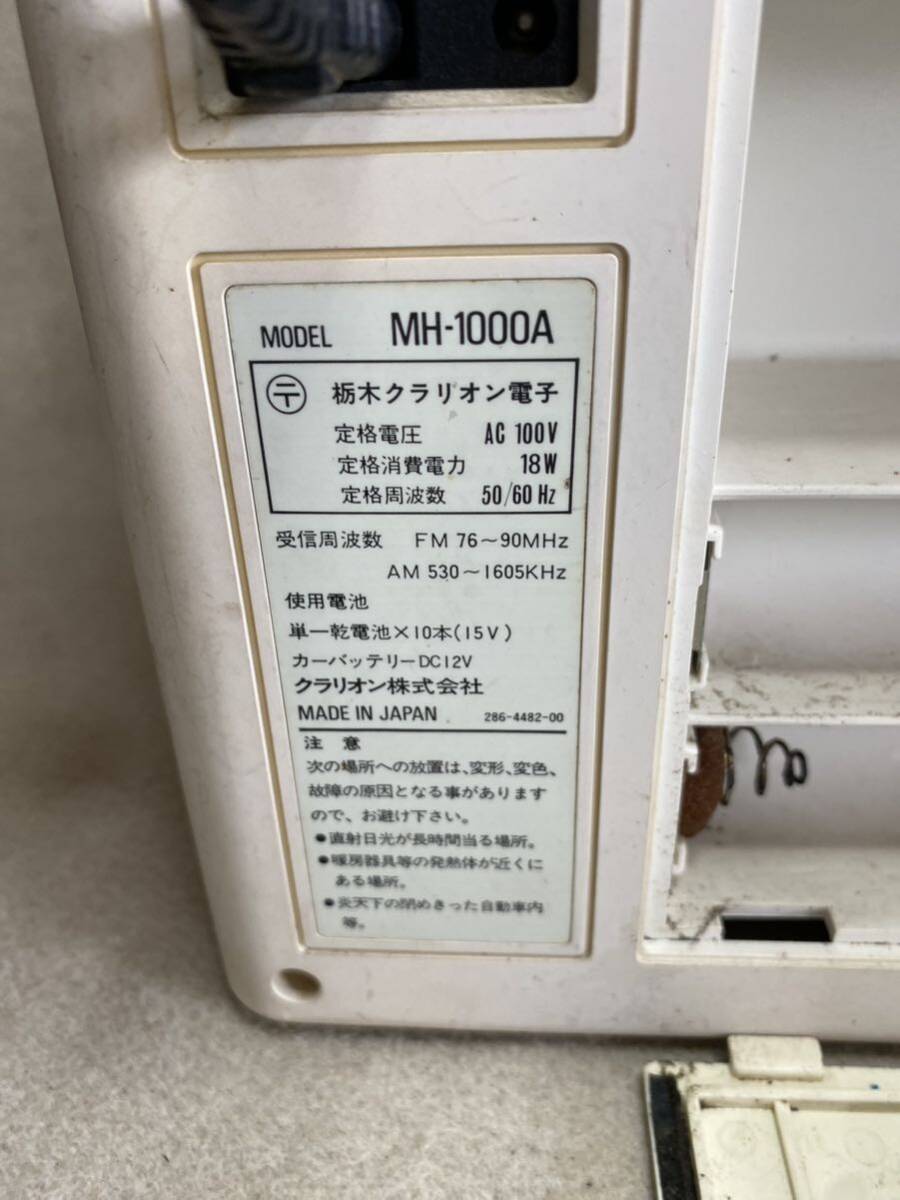 MODEL MH-1000A
〒 栃木クラリオン電子
定格電圧 AC 100V
定格消費電力 18W
定格周波数 50/60 Hz
受信周波数 FM 76～90MHz
AM 530～1605KHz
使用電池
単一乾電池×10本(15V)
カーバッテリーDC12V
クラリオン株式会社
MADE IN JAPAN 286-4482-00
注 意
次の場所への放置は、変形、変色、
故障の原因となる事があります
ので、お避け下さい。
●直射日光が長時間当る場所。
●暖房器具等の発熱体が近くに
ある場所。
●炎天下の閉めきった自動車内
等。